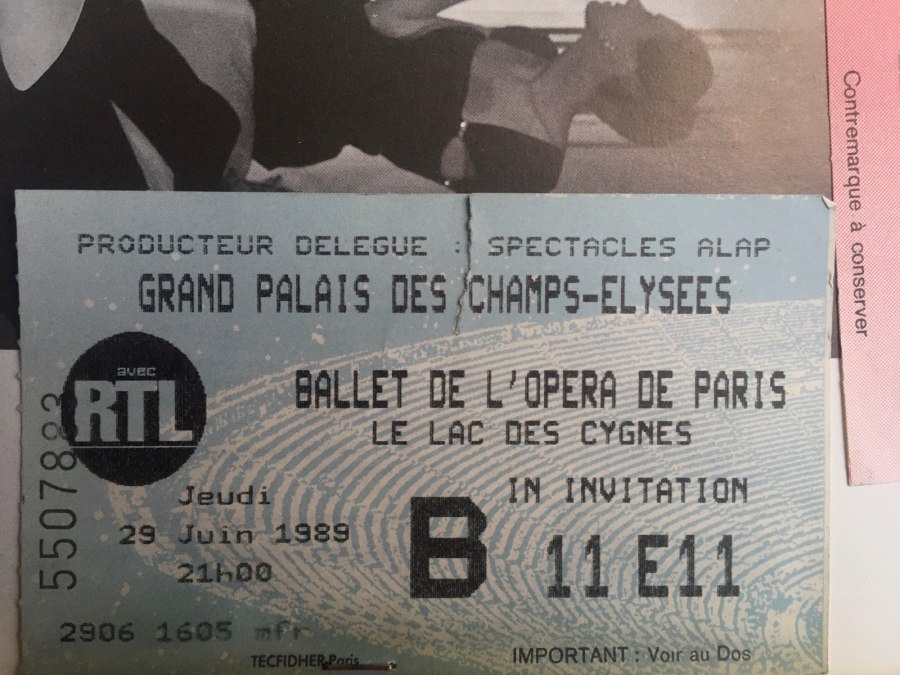 Contremarque à conserver
PRODUCTEUR DELEGUE : SPECTACLES ALAP
GRAND PALAIS DES CHAMPS-ELYSEES
avec
RTL
BALLET DE L'OPERA DE PARIS
LE LAC DES CYGNES
5507883
Jeudi
29 Juin 1989
21h00
IN INVITATION
B
11 E11
2906 1605 mfr
TECFIDHER Paris
IMPORTANT : Voir au Dos